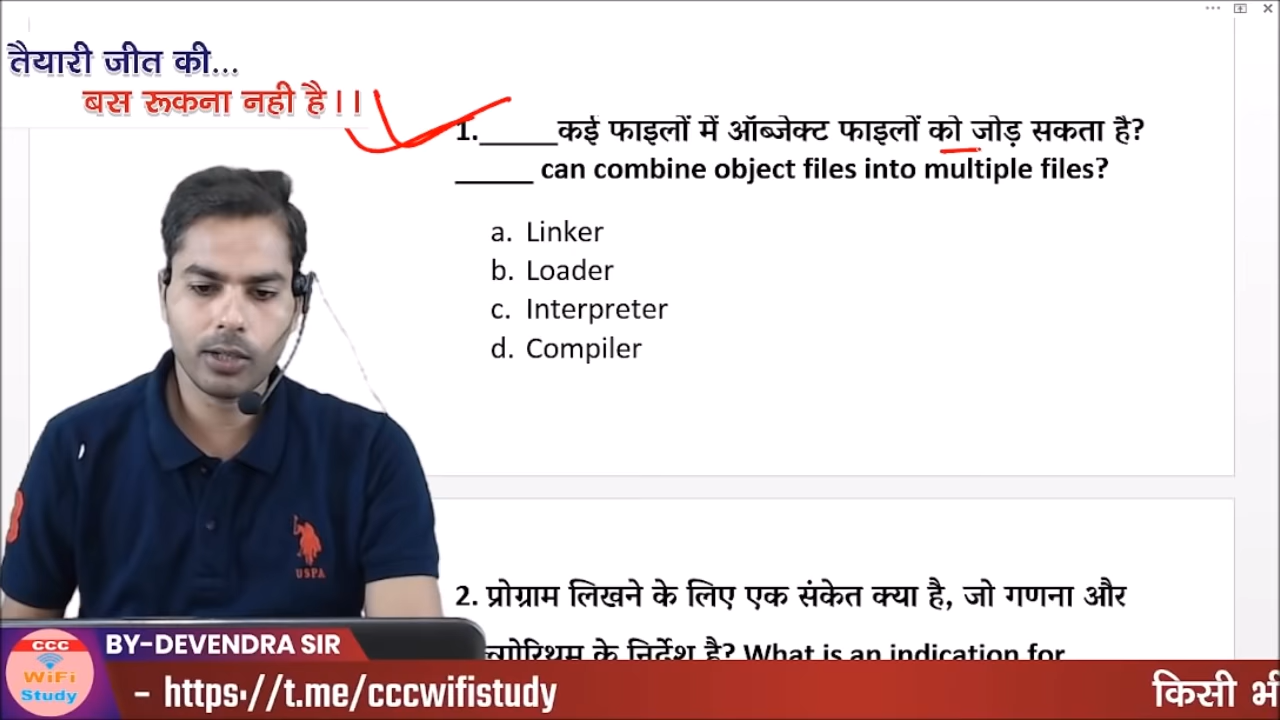 तैयारी जीत की...
बस रूकना नही है।।
1._____कई फाइलों में ऑब्जेक्ट फाइलों को जोड़ सकता है?
_____ can combine object files into multiple files?
a. Linker
b. Loader
c. Interpreter
d. Compiler
USPA
2. प्रोग्राम लिखने के लिए एक संकेत क्या है, जो गणना और
के निर्देश है? What is an indication for
BY-DEVENDRA SIR
CCC
WiFi
Study
- https://t.me/cccwifistudy
किसी